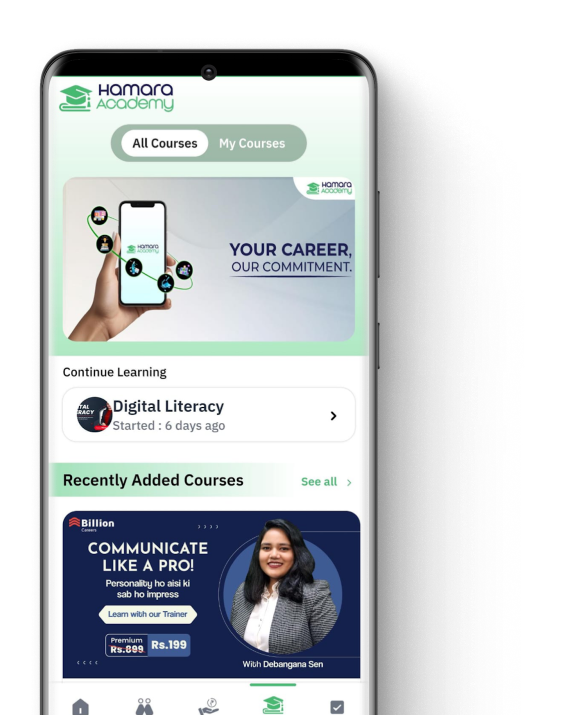 Hamara
Academy
All Courses
My Courses
Hamara
Academy
Hamara
Academy
YOUR CAREER,
OUR COMMITMENT.
Continue Learning
Digital Literacy
Started : 6 days ago
Recently Added Courses
See all
Billion
Careers
COMMUNICATE
LIKE A PRO!
Personality ho aisi ki
sab ho impress
Learn with our Trainer
Premium
Rs.899
Rs.199
With Debangana Sen